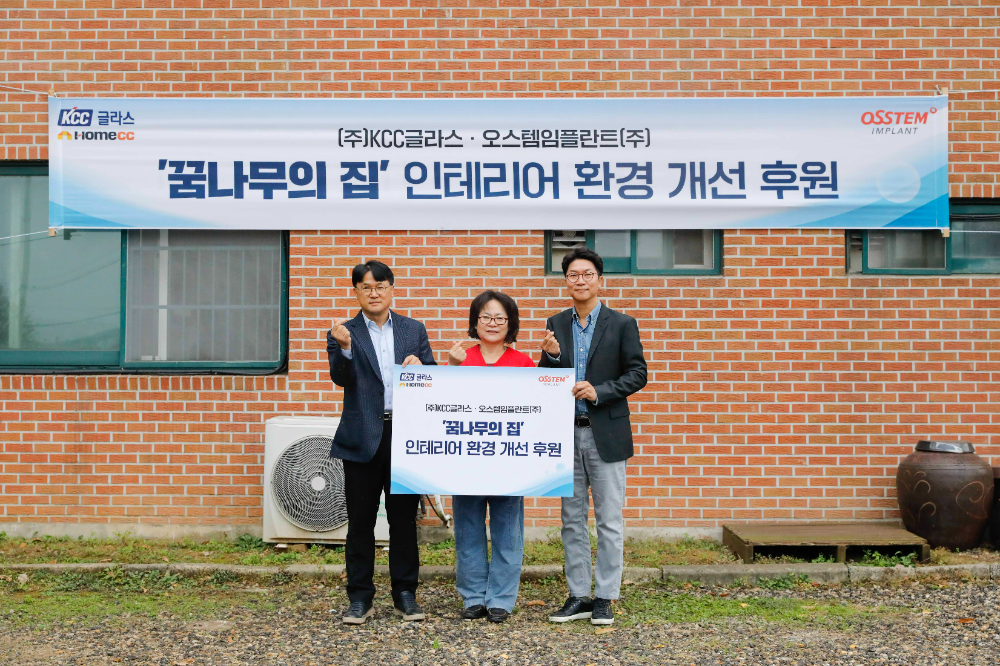 KCC 글라스
HomeCC
OSSTEM
IMPLANT
(주)KCC글라스 · 오스템임플란트(주)
'꿈나무의 집' 인테리어 환경 개선 후원
KCC 글라스
HomeCC
OSSTEM
IMPLANT
(주)KCC글라스 · 오스템임플란트(주)
'꿈나무의 집'
인테리어 환경 개선 후원